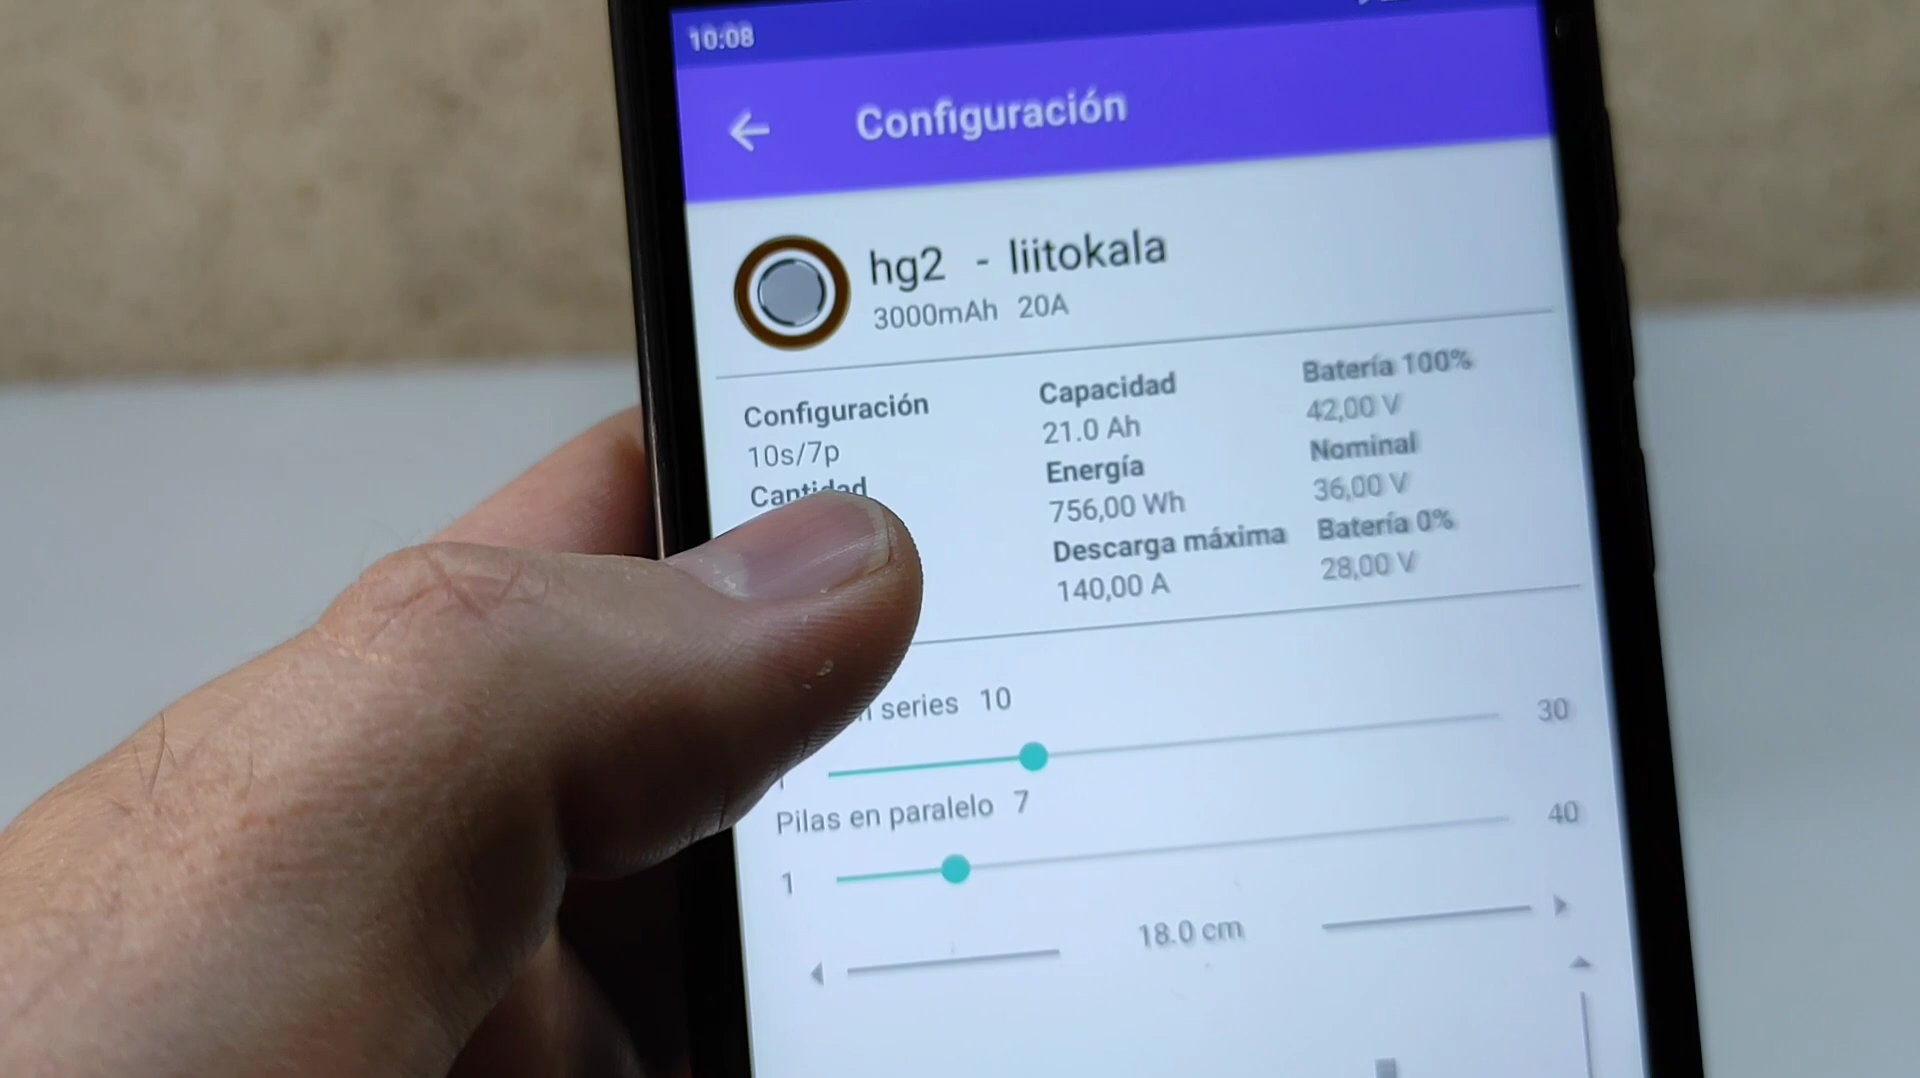 10:08
Configuración
hg2 - liitokala
3000mAh 20A
Configuración
10s/7p
Cantidad
Capacidad
21.0 Ah
Energía
756,00 Wh
Descarga máxima
140,00 A
Batería 100%
42,00 V
Nominal
36,00 V
Batería 0%
28,00 V
series 10
30
Pilas en paralelo 7
1
40
18.0 cm